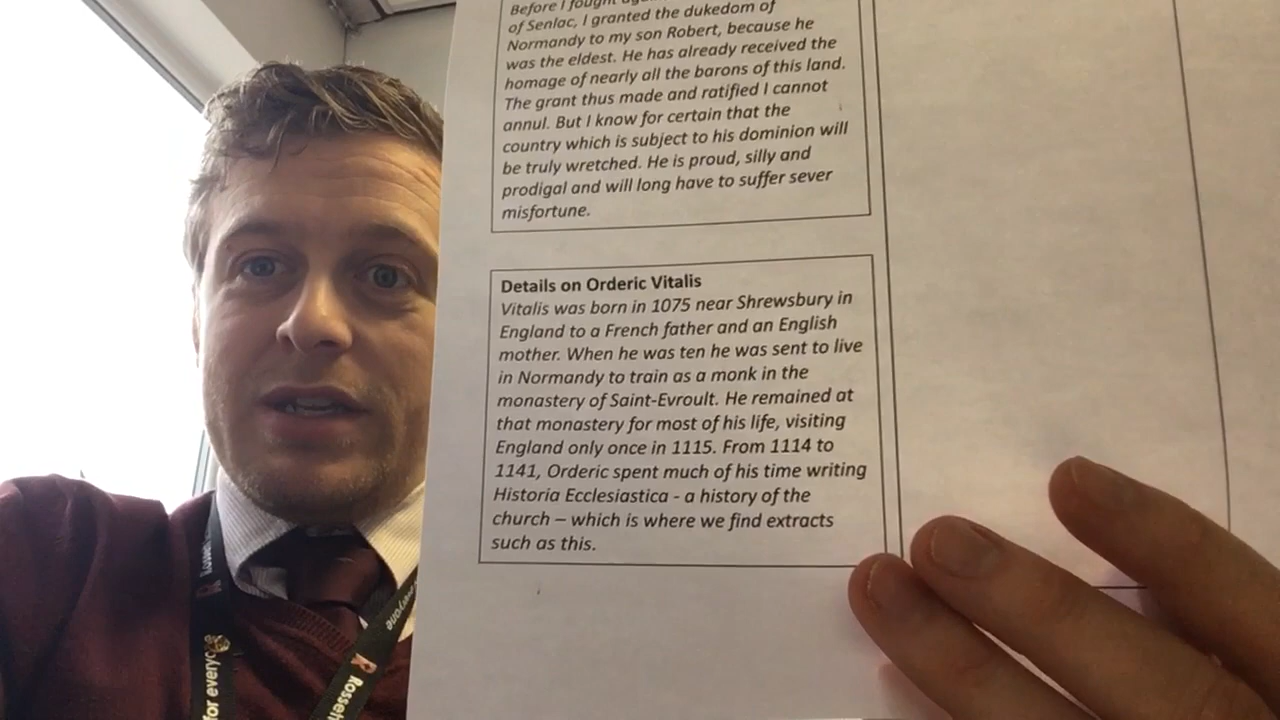 Before I fought
of Senlac, I granted the dukedom of
Normandy to my son Robert, because he
was the eldest. He has already received the
homage of nearly all the barons of this land.
The grant thus made and ratified I cannot
annul. But I know for certain that the
country which is subject to his dominion will
be truly wretched. He is proud, silly and
prodigal and will long have to suffer sever
misfortune.
Details on Orderic Vitalis
Vitalis was born in 1075 near Shrewsbury in
England to a French father and an English
mother. When he was ten he was sent to live
in Normandy to train as a monk in the
monastery of Saint-Evroult. He remained at
that monastery for most of his life, visiting
England only once in 1115. From 1114 to
1141, Orderic spent much of his time writing
Historia Ecclesiastica - a history of the
church – which is where we find extracts
such as this.
for everyo
Rosset
everyone